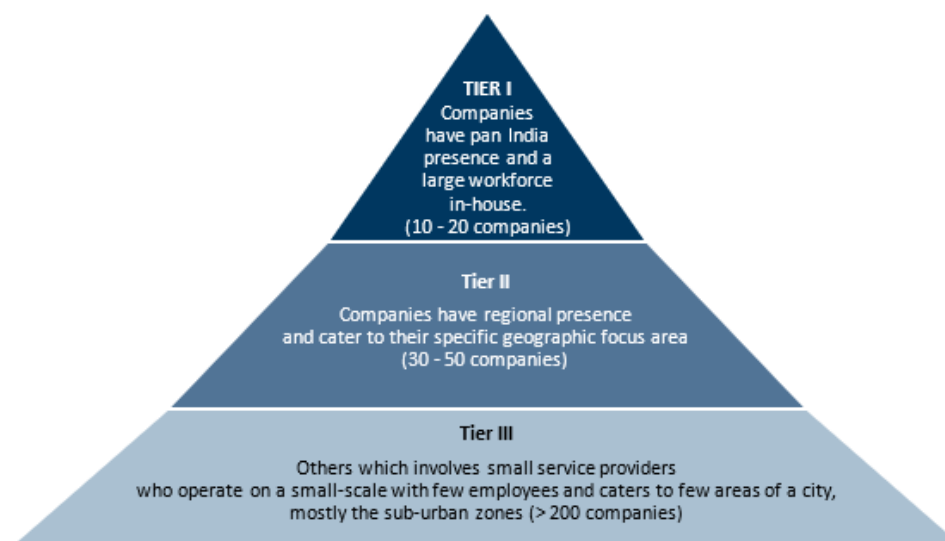 TIER I
Companies
have pan India
presence and a
large workforce
in-house.
(10 - 20 companies)
Tier II
Companies have regional presence
and cater to their specific geographic focus area
(30 - 50 companies)
Tier III
Others which involves small service providers
who operate on a small-scale with few employees and caters to few areas of a city,
mostly the sub-urban zones (> 200 companies)